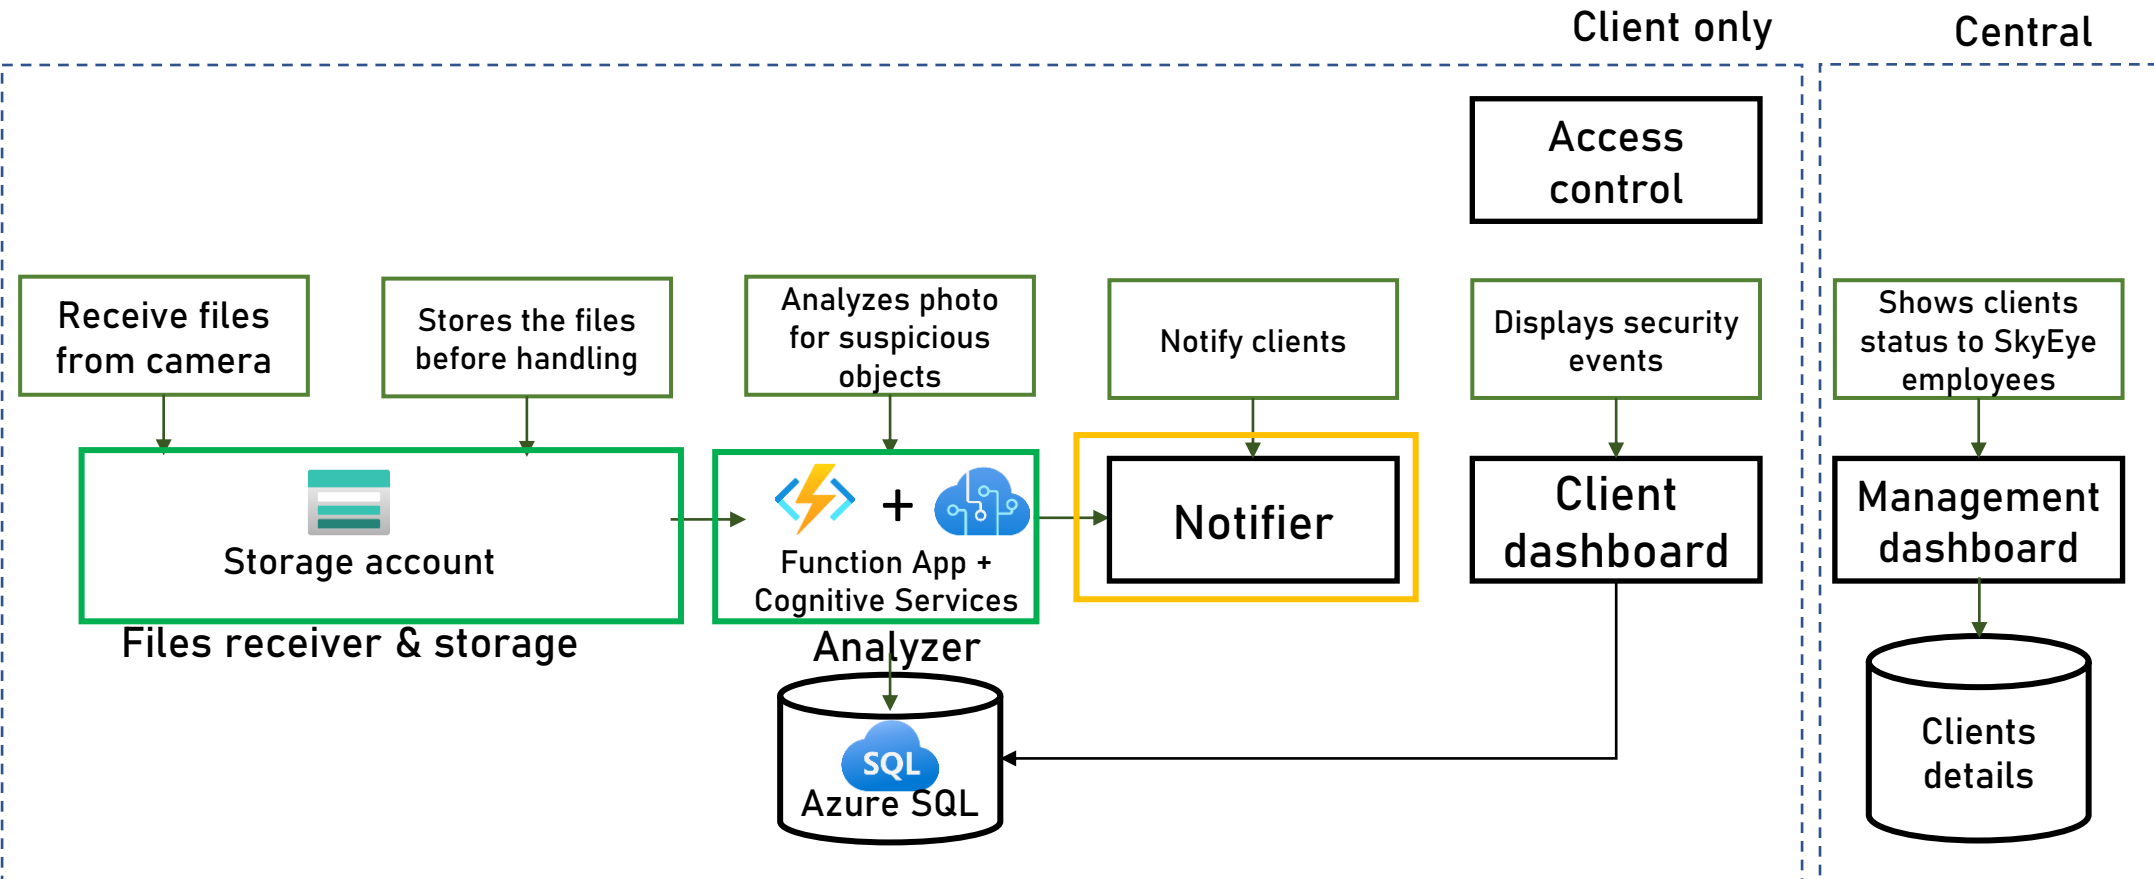 Client only
Central
Access
control
Receive files
from camera
Stores the files
before handling
Analyzes photo
for suspicious
objects
Notify clients
Displays security
events
Shows clients
status to SkyEye
employees
Storage account
Files receiver & storage
+
Function App +
Cognitive Services
Analyzer
Notifier
Client
dashboard
Management
dashboard
SQL
Azure SQL
Clients
details